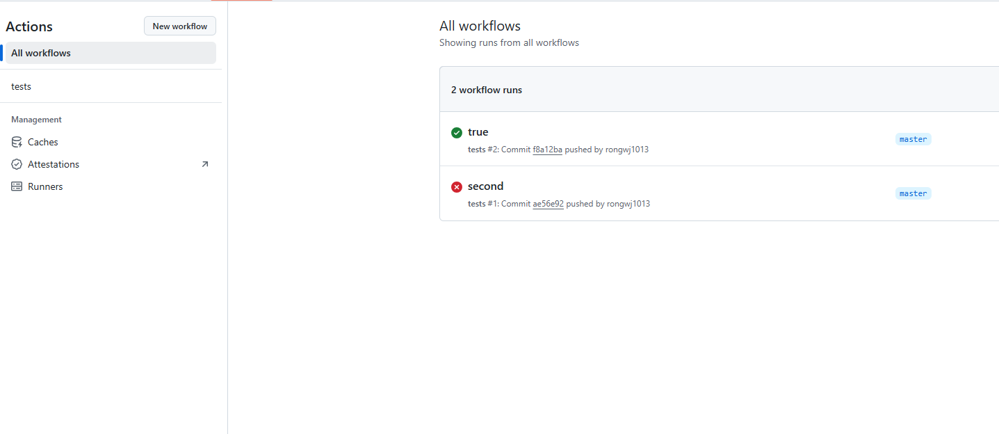 Actions
New workflow
All workflows
tests
Management
Caches
Attestations
Runners
All workflows
Showing runs from all workflows
2 workflow runs
true
tests #2: Commit f8a12ba pushed by rongwj1013
master
second
tests #1: Commit ae56e92 pushed by rongwj1013
master